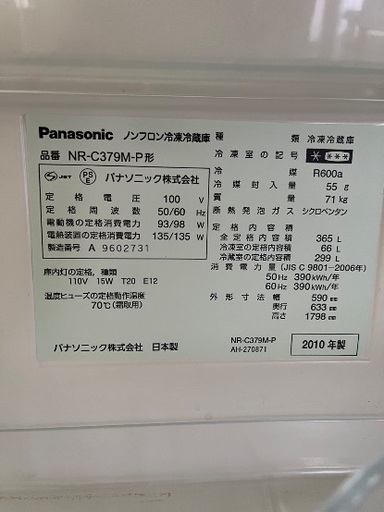 Panasonic ノンフロン冷凍冷蔵庫
品番 NR-C379M-P形
JET PSE パナソニック株式会社
定格電圧 100 V
定格周波数 50/60 Hz
電動機の定格消費電力 93/98 W
電熱装置の定格消費電力 135/135 W
製造番号 A 9602731
庫内灯の定格, 種類
110V 15W T20 E12
温度ヒューズの定格動作温度
70℃(霜取用)
パナソニック株式会社 日本製
種類 冷凍冷蔵庫
冷凍室の記号
冷媒 R600a
冷媒封入量 55 g
質量 71 kg
断熱発泡ガス シクロペンタン
定格内容積
全定格内容積 365 L
冷凍室の定格内容積 66 L
冷蔵室の定格内容積 299 L
消費電力量(JIS C 9801-2006年)
50 Hz 390 kWh/年
60 Hz 390 kWh/年
外形寸法 幅 590 mm
奥行 633 mm
高さ 1798 mm
NR-C379M-P
AH-270871
2010 年製